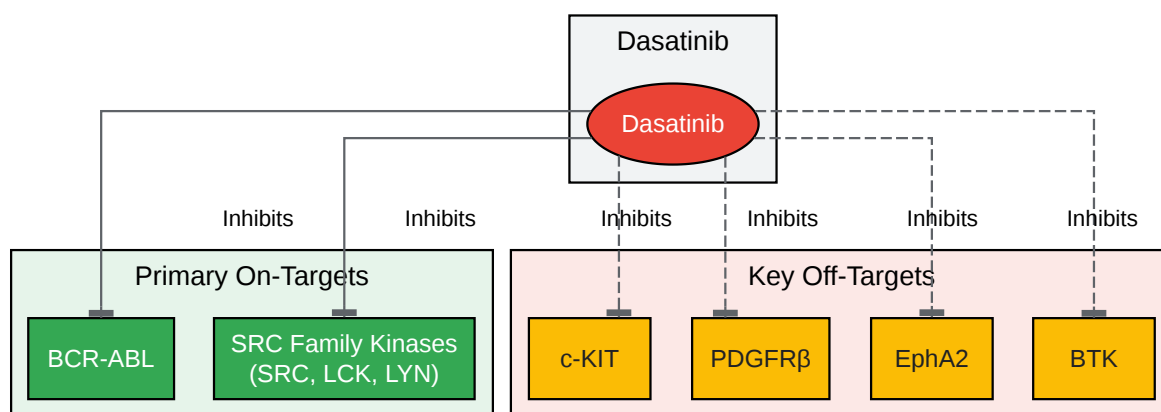 Dasatinib
Dasatinib
Inhibits
Inhibits
Inhibits
Inhibits
Inhibits
Inhibits
Primary On-Targets
Key Off-Targets
BCR-ABL
SRC Family Kinases
(SRC, LCK, LYN)
c-KIT
PDGFRβ
EphA2
BTK